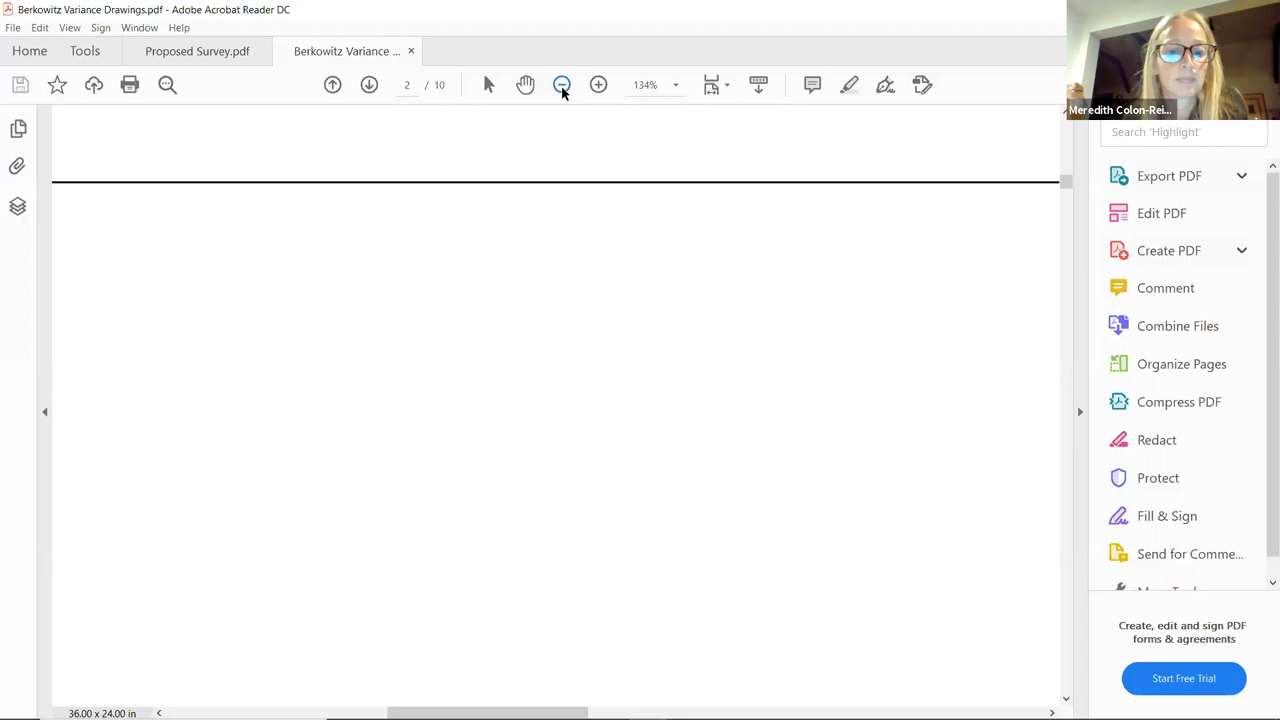 Berkowitz Variance Drawings.pdf - Adobe Acrobat Reader DC
File Edit View Sign Window Help
Home Tools Proposed Survey.pdf Berkowitz Variance ... ×
2 / 10 134%
Meredith Colon-Rei...
Search 'Highlight'
Export PDF
Edit PDF
Create PDF
Comment
Combine Files
Organize Pages
Compress PDF
Redact
Protect
Fill & Sign
Send for Comme...
Create, edit and sign PDF
forms & agreements
Start Free Trial
36.00 x 24.00 in